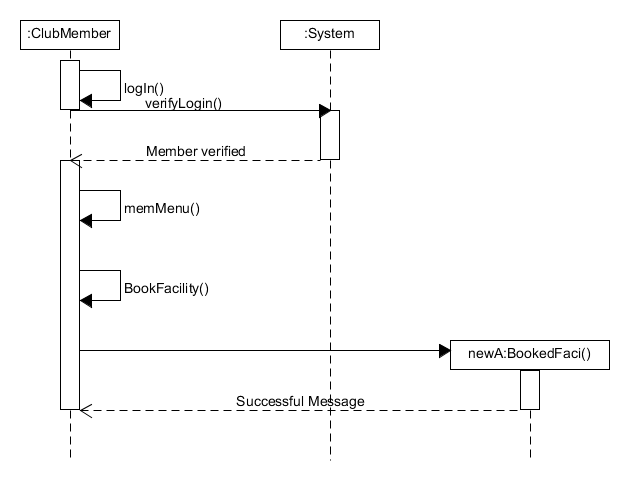 :ClubMember
:System
logIn()
verifyLogin()
Member verified
memMenu()
BookFacility()
newA:BookedFaci()
Successful Message